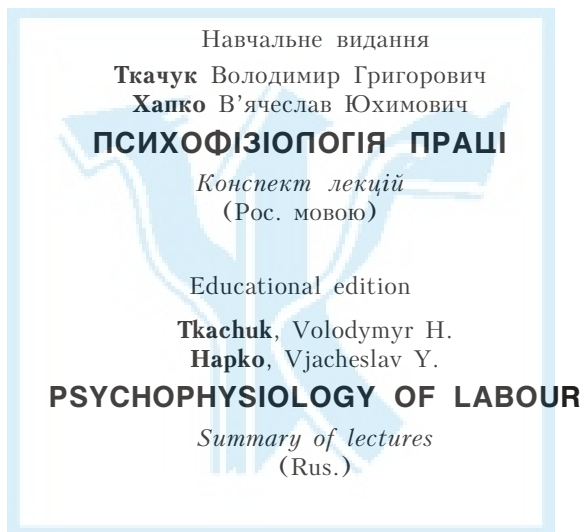 Навчальне видання
Ткачук Володимир Григорович
Хапко В’ячеслав Юхимович
ПСИХОФІЗІОЛОГІЯ ПРАЦІ
Конспект лекцій
(Рос. мовою)
Educational edition
Tkachuk, Volodymyr H.
Hapko, Vjacheslav Y.
PSYCHOPHYSIOLOGY OF LABOUR
Summary of lectures
(Rus.)